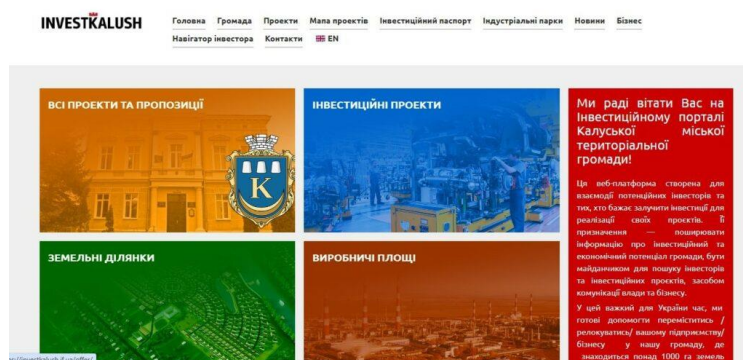 INVESTKALUSH
Головна Громада Проекти Мапа проектів Інвестиційний паспорт Індустріальні парки Новини Бізнес
Навігатор інвестора Контакти EN
ВСІ ПРОЕКТИ ТА ПРОПОЗИЦІЇ
К
ІНВЕСТИЦІЙНІ ПРОЕКТИ
ЗЕМЕЛЬНІ ДІЛЯНКИ
ВИРОБНИЧІ ПЛОЩІ
Ми раді вітати Вас на
Інвестиційному порталі
Калуської міської
територіальної
громади!
Ця веб-платформа створена для
взаємодії потенційних інвесторів та
тих, хто бажає залучити інвестиції для
реалізації своїх проєктів. Її
призначення — поширювати
інформацію про інвестиційний та
економічний потенціал громади, бути
майданчиком для пошуку інвесторів
та інвестиційних проєктів, засобом
комунікації влади та бізнесу.
У цей важкий для України час, ми
готові допомогти переміститись /
релокуватись/ вашому підприємству/
бізнесу у нашу громаду, де
знаходиться понад 1000 га земель